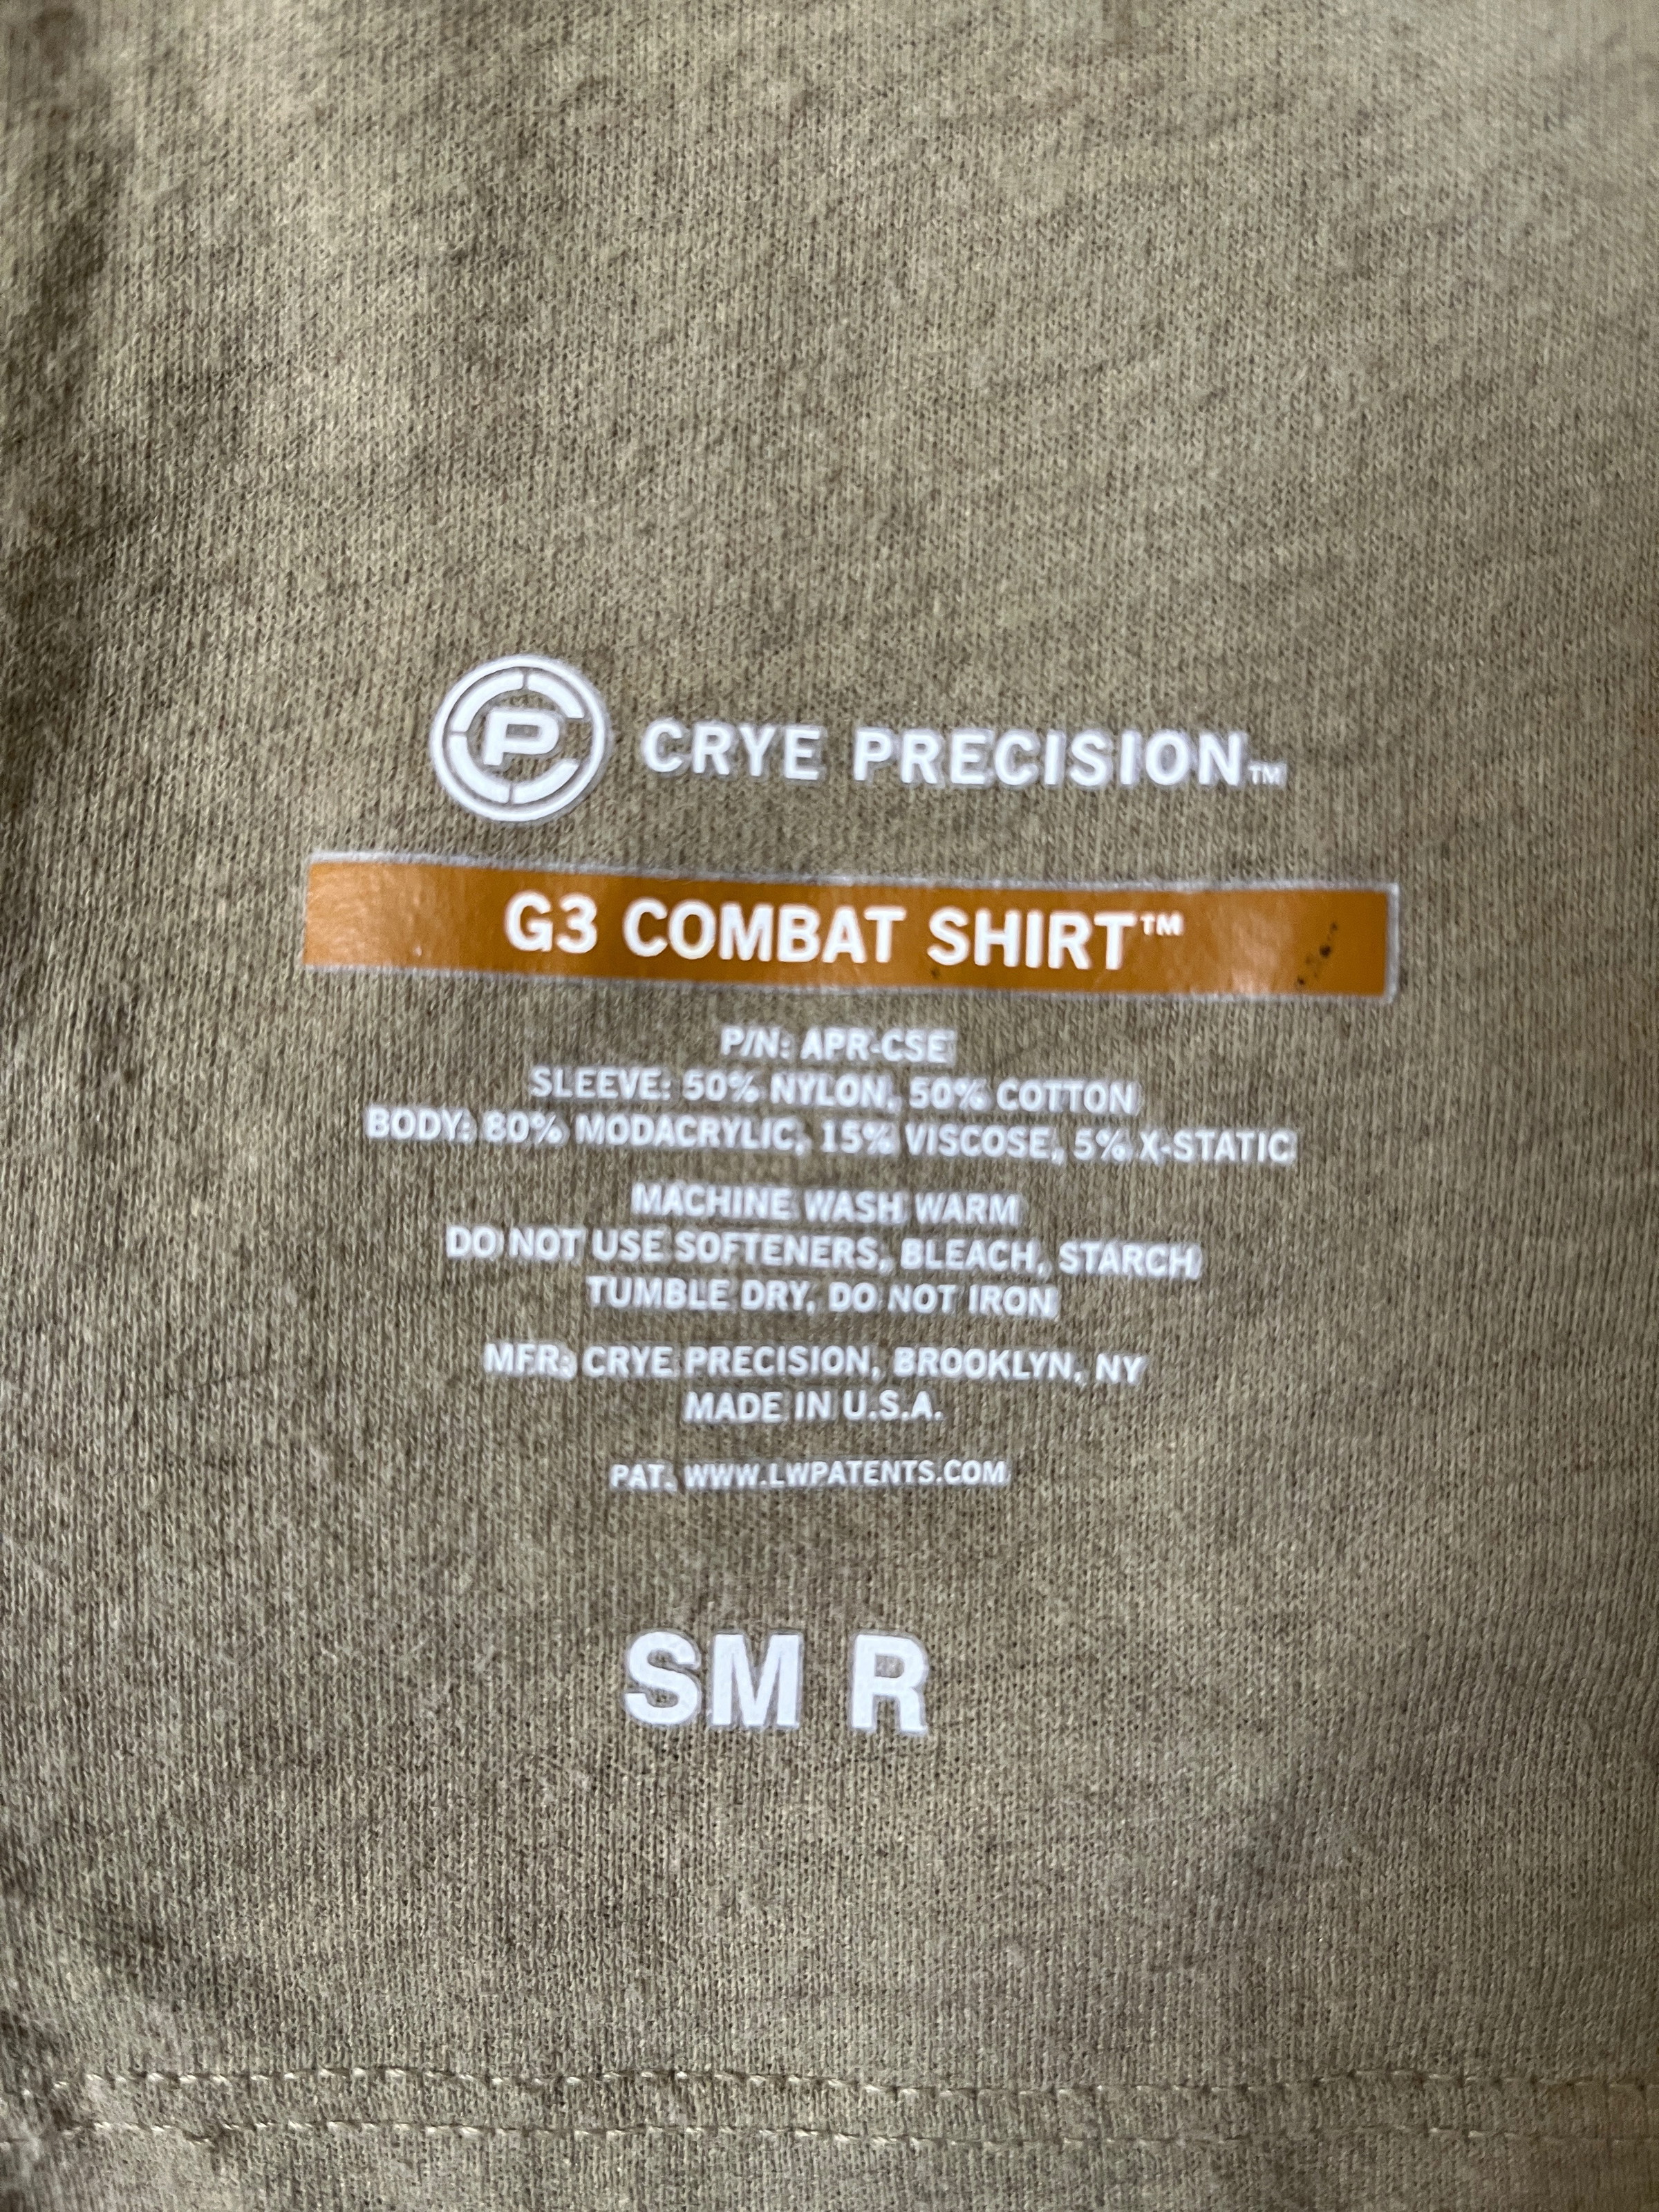 CP CRYE PRECISION™
G3 COMBAT SHIRT™
P/N: APR-CSE
SLEEVE: 50% NYLON, 50% COTTON
BODY: 80% MODACRYLIC, 15% VISCOSE, 5% X-STATIC
MACHINE WASH WARM
DO NOT USE SOFTENERS, BLEACH, STARCH
TUMBLE DRY, DO NOT IRON
MFR: CRYE PRECISION, BROOKLYN, NY
MADE IN U.S.A.
PAT. WWW.LWPATENTS.COM
SM R